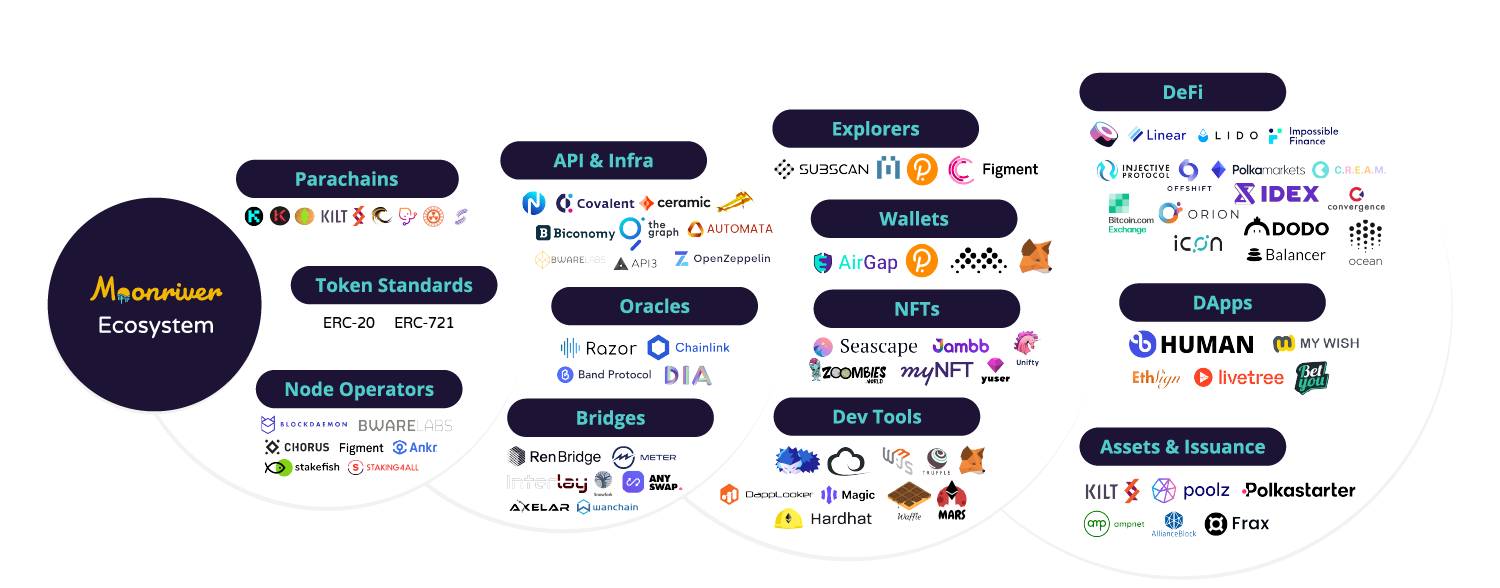 Moonriver
Ecosystem
Parachains
KILT
Token Standards
ERC-20 ERC-721
Node Operators
BLOCKDAEMON BWARELABS
CHORUS Figment Ankr
stakefish STAKING4ALL
API & Infra
Covalent ceramic
Biconomy the graph AUTOMATA
BWARELABS API3 OpenZeppelin
Oracles
Razor Chainlink
Band Protocol DIA
Bridges
RenBridge METER
Interlay Snowfork ANYSWAP
AXELAR wanchain
Explorers
SUBSCAN Figment
Wallets
AirGap
NFTs
Seascape Jambb Unifty
ZOOMBIES.WORLD myNFT yuser
Dev Tools
W3JS TRUFFLE
DappLooker Magic Waffle MARS
Hardhat
DeFi
Linear LIDO Impossible Finance
INJECTIVE PROTOCOL OFFSHIFT Polkamarkets C.R.E.A.M.
Bitcoin.com Exchange ORION IDEX convergence
icon DODO
Balancer ocean
DApps
HUMAN MY WISH
EthSign livetree Bet you
Assets & Issuance
KILT poolz Polkastarter
amp ampnet AllianceBlock Frax